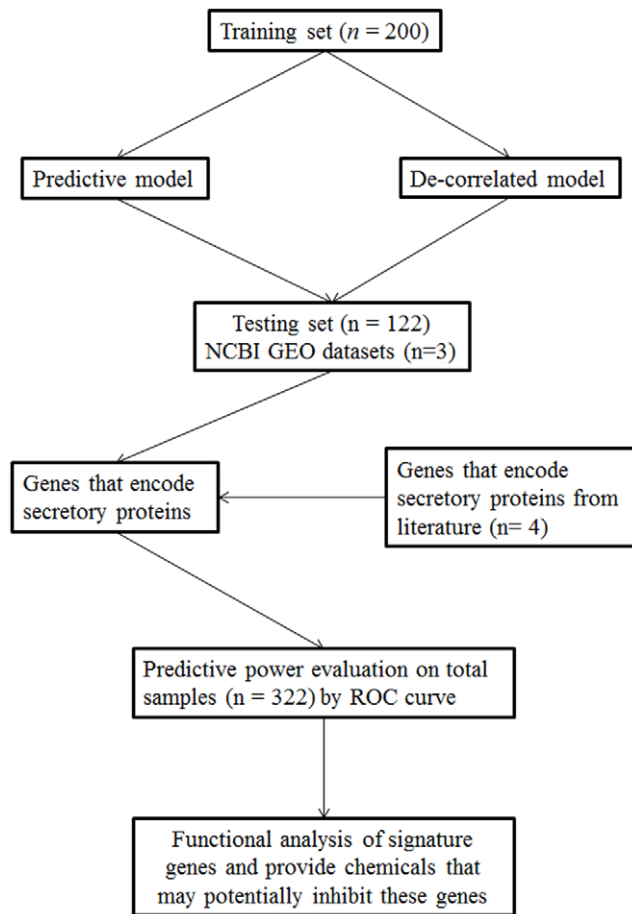 Training set (n = 200)
Predictive model
De-correlated model
Testing set (n = 122)
NCBI GEO datasets (n=3)
Genes that encode
secretory proteins
Genes that encode
secretory proteins from
literature (n= 4)
Predictive power evaluation on total
samples (n = 322) by ROC curve
Functional analysis of signature
genes and provide chemicals that
may potentially inhibit these genes